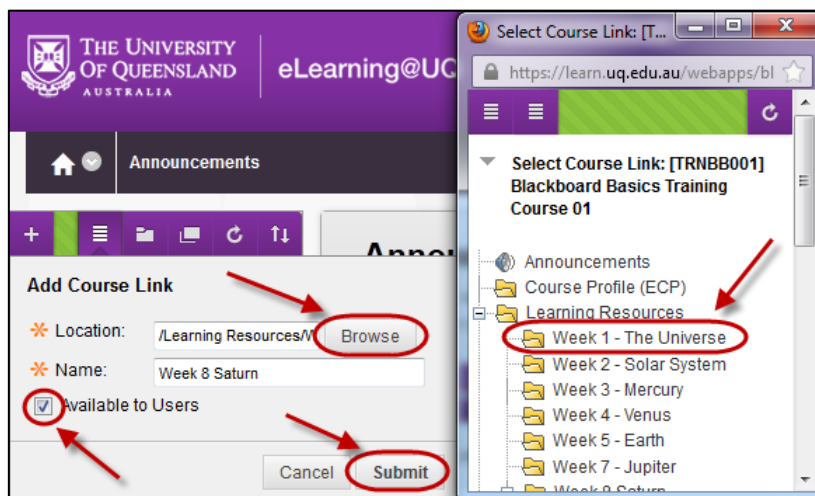 THE UNIVERSITY
OF QUEENSLAND
AUSTRALIA
eLearning@UQ
Announcements
Add Course Link
Location: /Learning Resources/W Browse
Name: Week 8 Saturn
Available to Users
Cancel Submit
Select Course Link: [T...
https://learn.uq.edu.au/webapps/bl
Select Course Link: [TRNBB001]
Blackboard Basics Training
Course 01
Announcements
Course Profile (ECP)
Learning Resources
Week 1 - The Universe
Week 2 - Solar System
Week 3 - Mercury
Week 4 - Venus
Week 5 - Earth
Week 7 - Jupiter
Week 8 Saturn